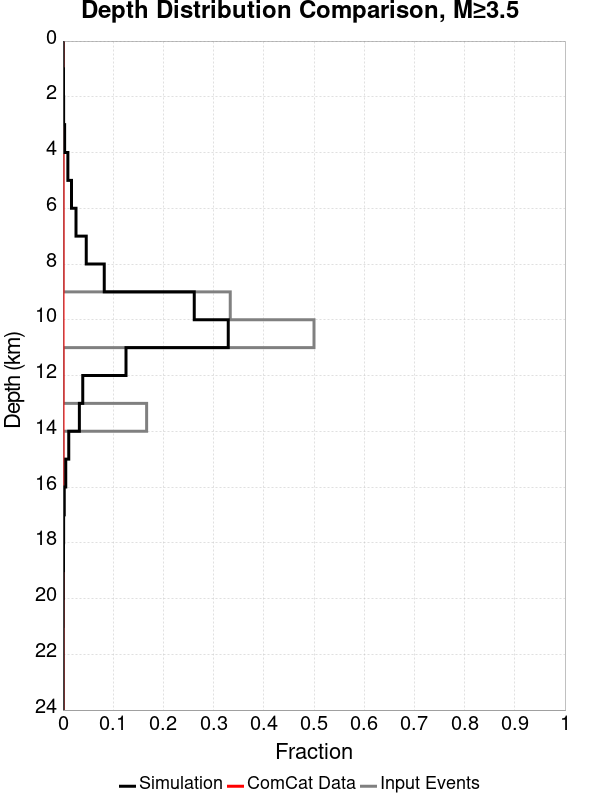 Depth Distribution Comparison, M≥3.5
0
2
4
6
8
10
12
14
16
18
20
22
24
Depth (km)
0 0.1 0.2 0.3 0.4 0.5 0.6 0.7 0.8 0.9 1
Fraction
Simulation ComCat Data Input Events